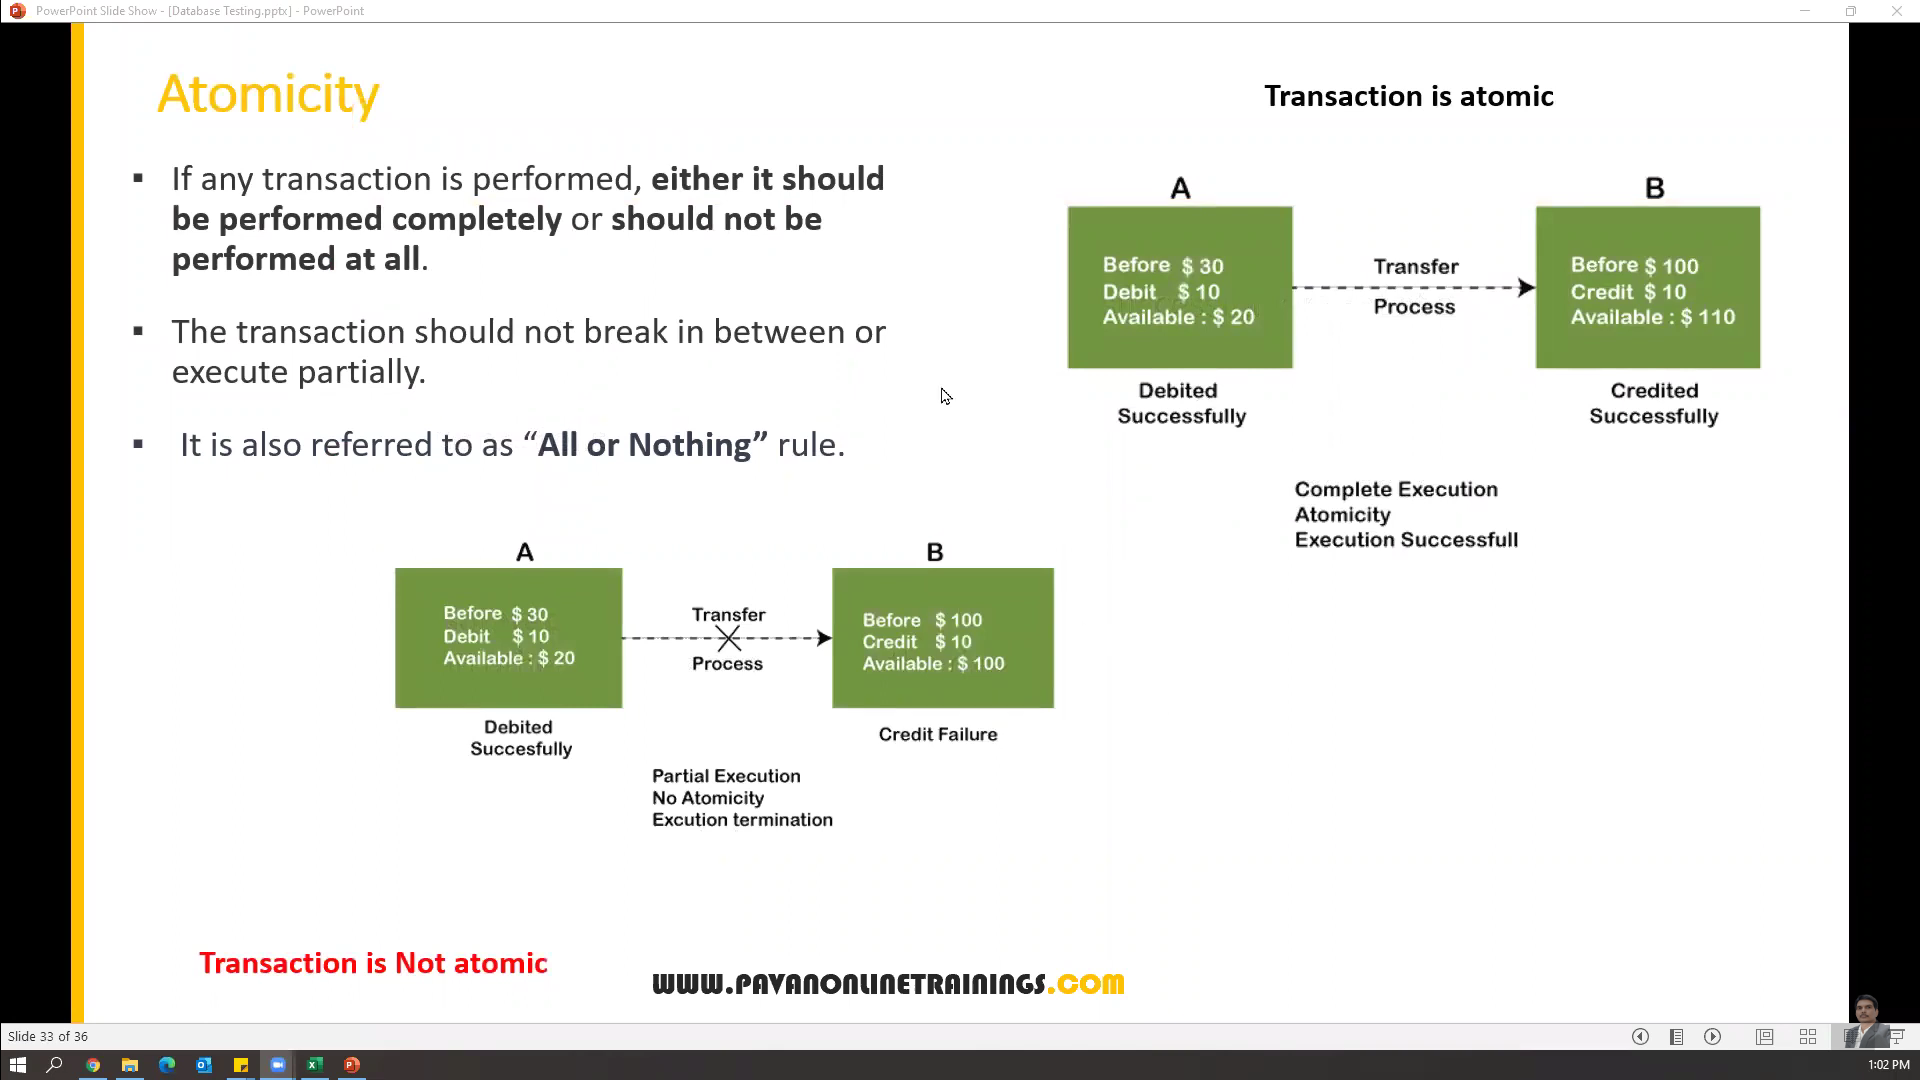 PowerPoint Slide Show - [Database Testing.pptx] - PowerPoint
Atomicity
Transaction is atomic
▪ If any transaction is performed, either it should
be performed completely or should not be
performed at all.
▪ The transaction should not break in between or
execute partially.
▪ It is also referred to as “All or Nothing” rule.
A
Before $ 30
Debit $ 10
Available : $ 20
Debited
Successfully
Transfer
Process
B
Before $ 100
Credit $ 10
Available : $ 110
Credited
Successfully
Complete Execution
Atomicity
Execution Successfull
A
Before $ 30
Debit $ 10
Available : $ 20
Debited
Succesfully
Transfer
Process
B
Before $ 100
Credit $ 10
Available : $ 100
Credit Failure
Partial Execution
No Atomicity
Excution termination
Transaction is Not atomic
WWW.PAVANONLINETRAININGS.COM
Slide 33 of 36
1:02 PM